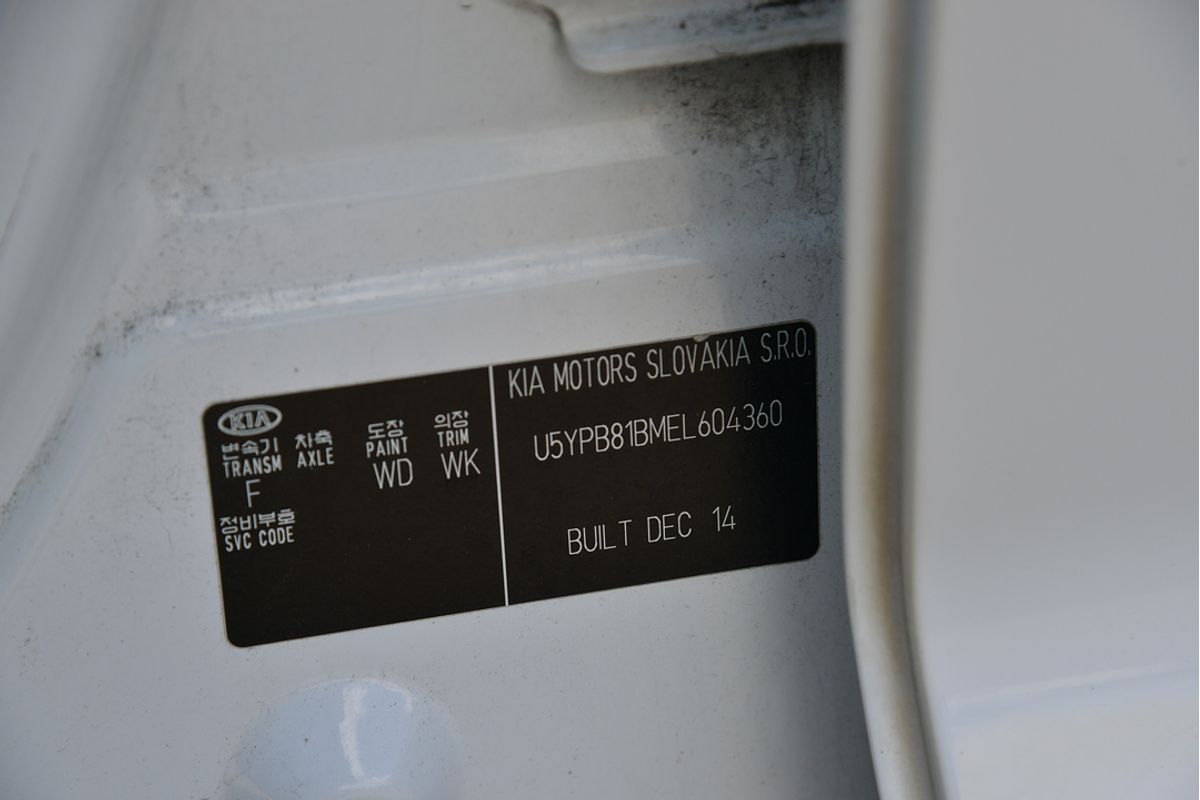 KIA
변속기 차축 도장 의장
TRANSM AXLE PAINT TRIM
F WD WK
정비부호
SVC CODE
KIA MOTORS SLOVAKIA S.R.O.
U5YPB81BMEL604360
BUILT DEC 14